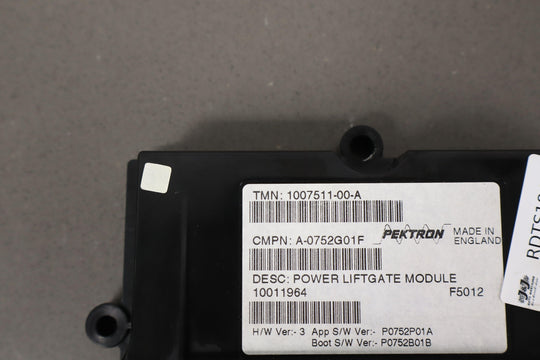 TMN: 1007511-00-A
CMPN: A-0752G01F
PEKTRON MADE IN
ENGLAND
DESC: POWER LIFTGATE MODULE
10011964 F5012
H/W Ver:- 3 App S/W Ver:- P0752P01A
Boot S/W Ver:- P0752B01B